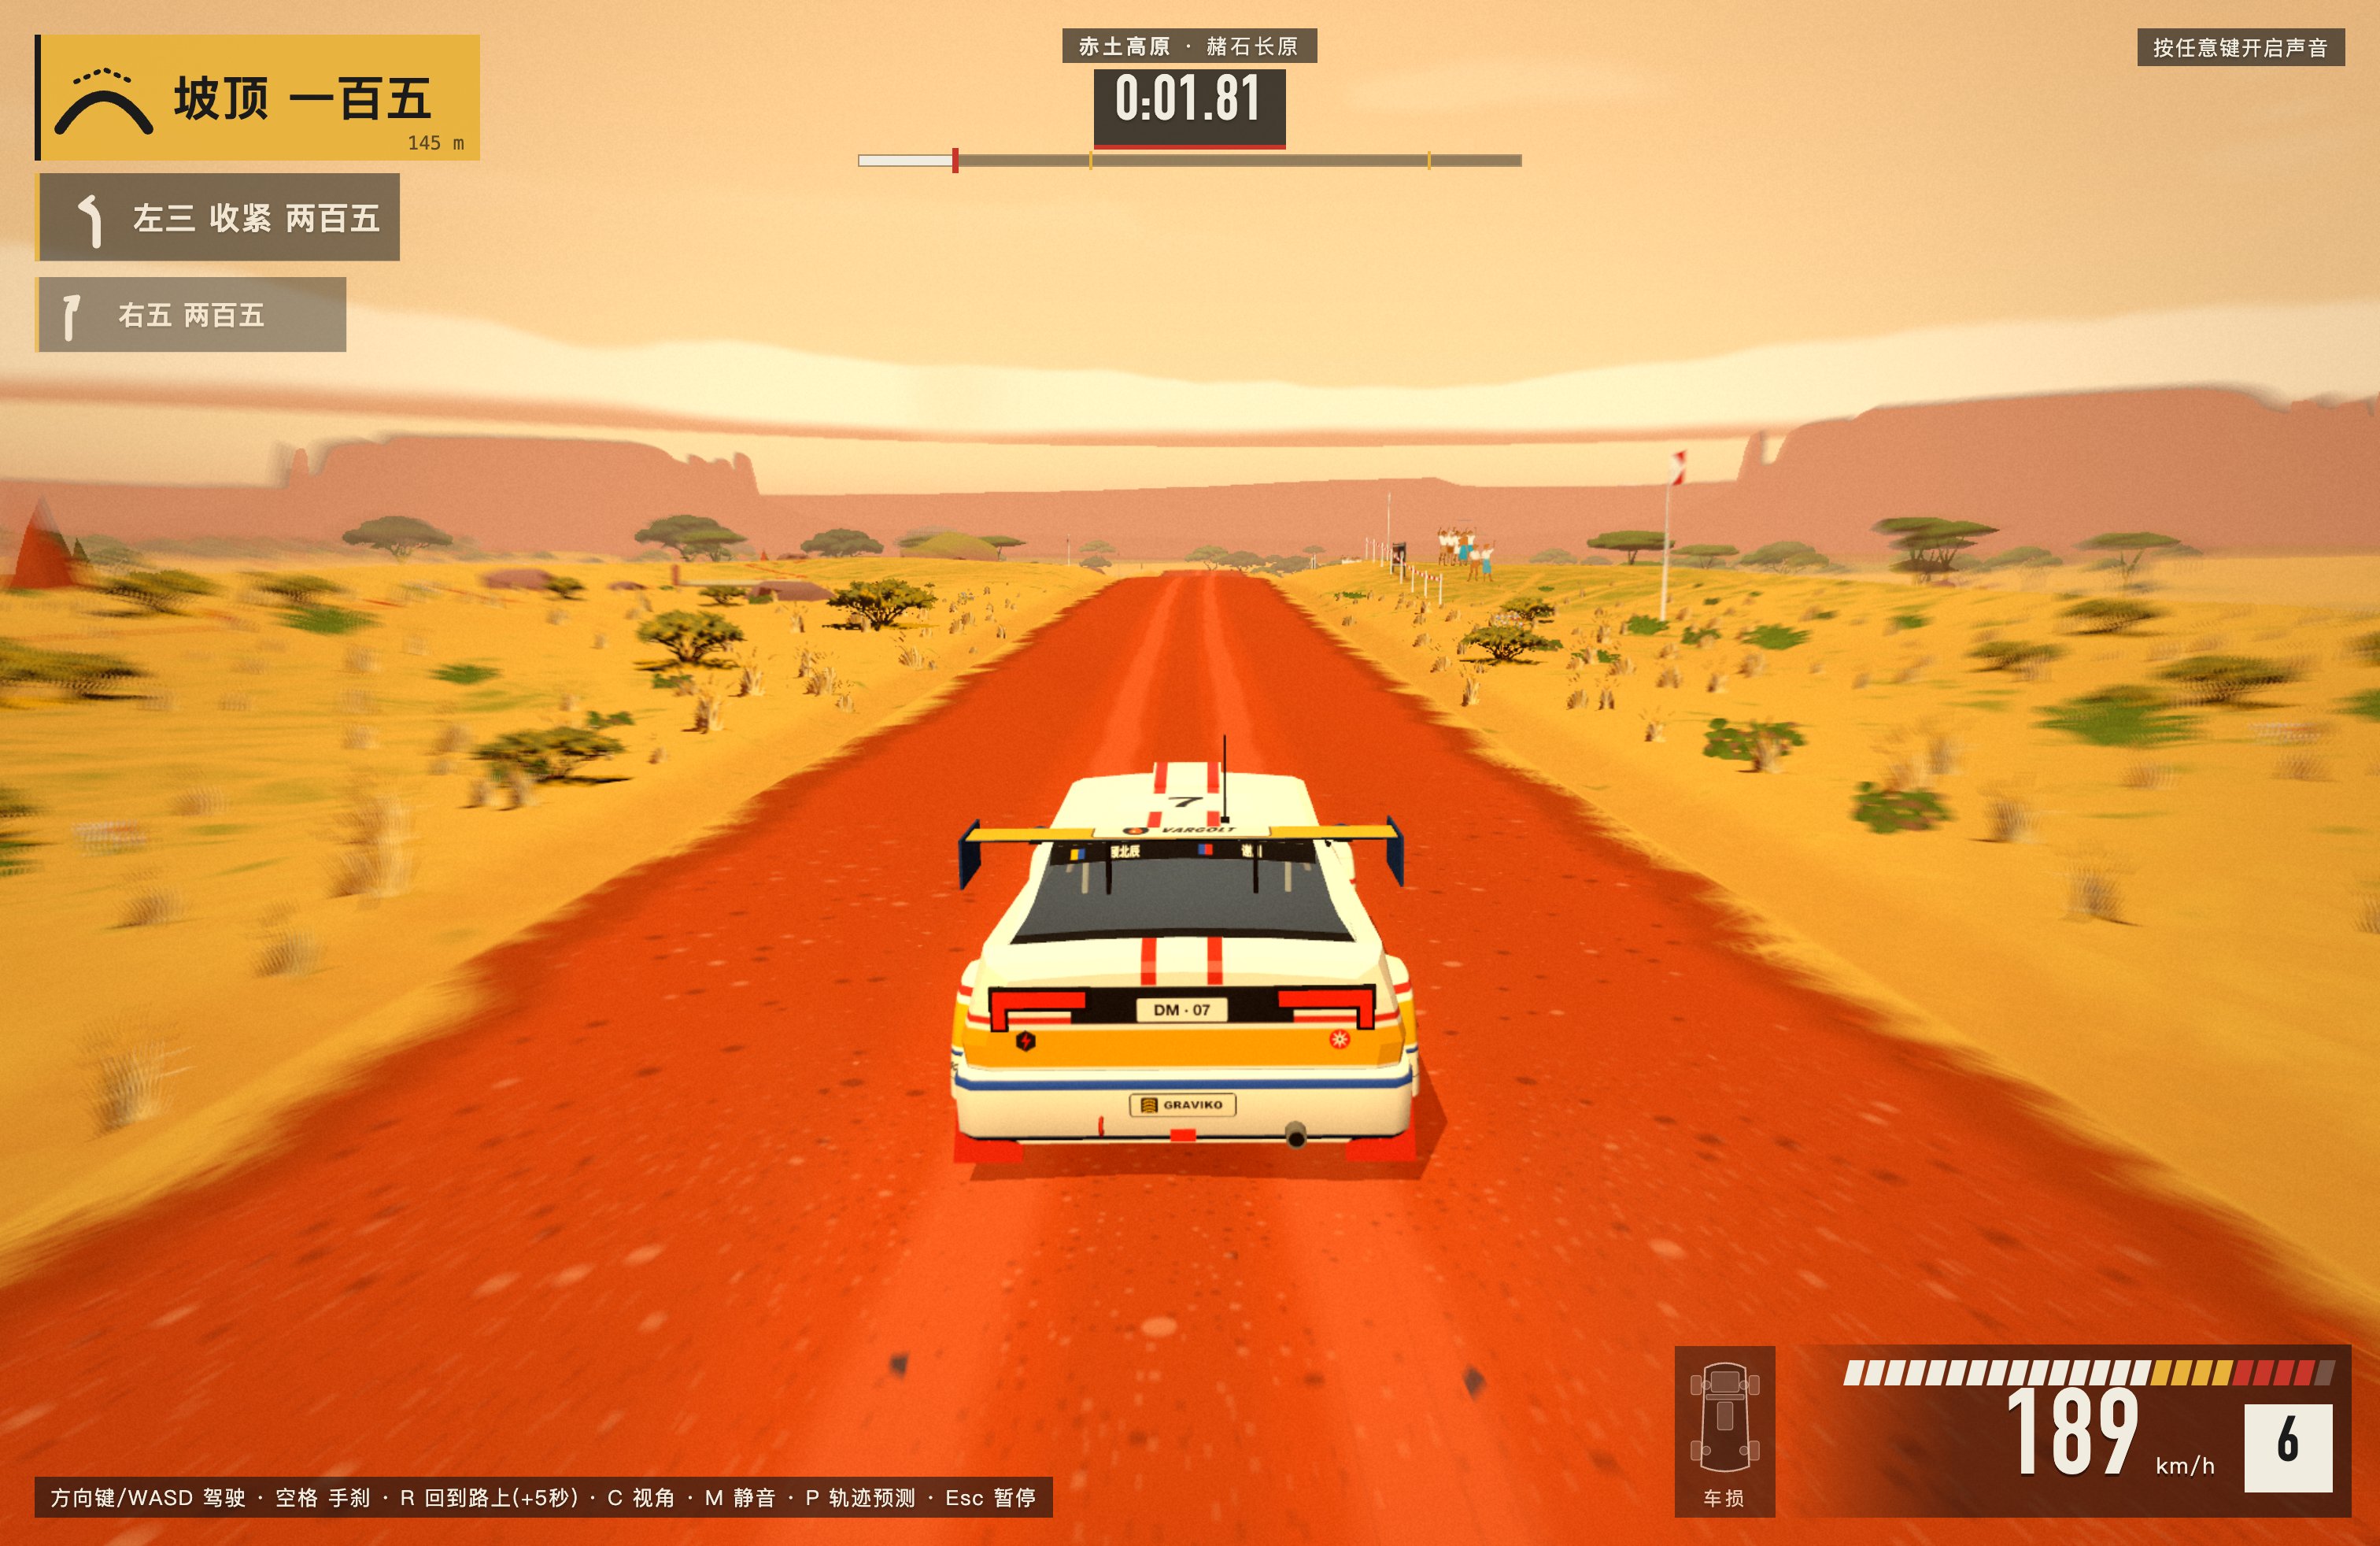 坡顶 一百五
145 m
左三 收紧 两百五
右五 两百五
赤土高原 · 赭石长原
0:01.81
按任意键开启声音
7
VARGOLT
DM · 07
GRAVIKO
189 km/h
6
车损
方向键/WASD 驾驶 · 空格 手刹 · R 回到路上(+5秒) · C 视角 · M 静音 · P 轨迹预测 · Esc 暂停